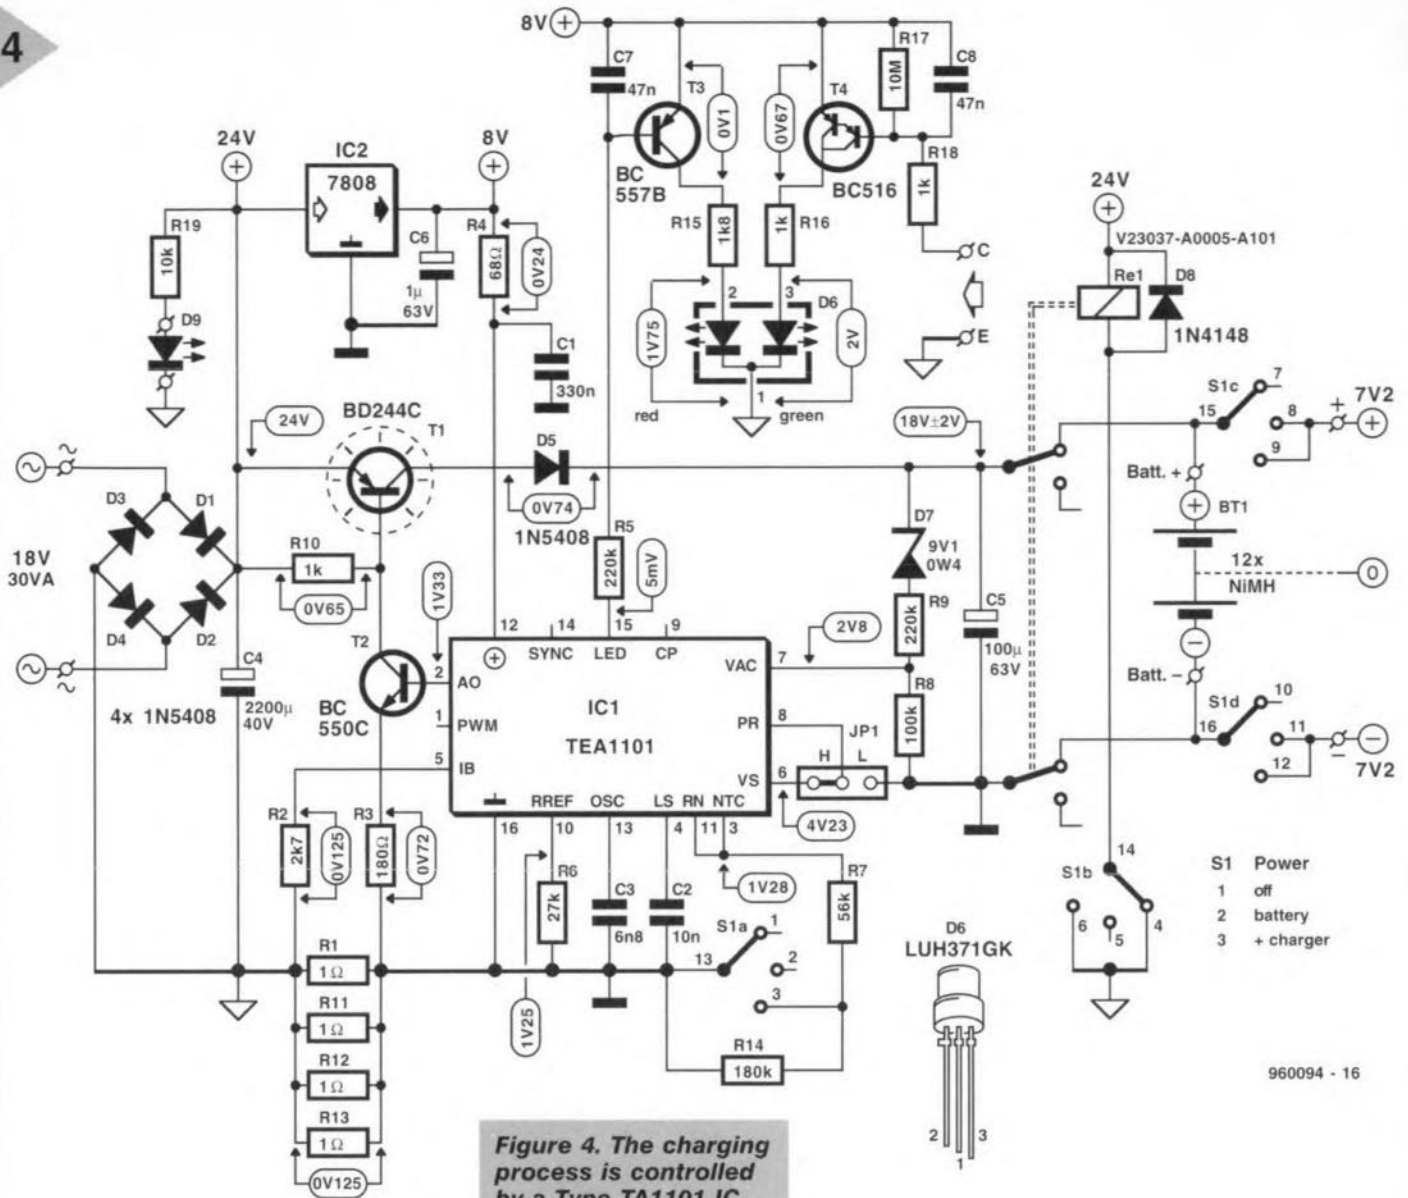 4
8V
C7
47n
T3
0V1
0V67
T4
R17
10M
C8
47n
BC
557B
BC516
R18
1k
R15
1k8
1k
R16
C
E
2
3
D6
1V75
2V
1
red
green
24V
IC2
7808
8V
R19
10k
D9
C6
1µ
63V
R4
68Ω
0V24
C1
330n
24V
V23037-A0005-A101
Re1
D8
1N4148
24V
BD244C
T1
D5
0V74
1N5408
18V±2V
S1c
7
15
8
9
+
7V2
Batt. +
BT1
12x
NiMH
0
Batt. –
S1d
10
16
11
12
–
7V2
~
D3
D1
18V
30VA
D4
D2
~
4x 1N5408
R10
1k
0V65
1V33
R5
220k
5mV
D7
9V1
0W4
R9
220k
C5
100µ
63V
2V8
R8
100k
C4
2200µ
40V
T2
BC
550C
12
14
15
9
SYNC
LED
CP
2
AO
1
PWM
5
IB
IC1
TEA1101
VAC
7
PR
8
VS
6
RREF
OSC
LS
RN
NTC
16
10
13
4
11
3
JP1
H
L
4V23
R2
2k7
0V125
R3
180Ω
0V72
R6
27k
C3
6n8
C2
10n
1V28
R7
56k
1V25
S1a
1
13
2
3
R14
180k
R1
1Ω
R11
1Ω
R12
1Ω
R13
1Ω
0V125
14
S1b
6
5
4
S1 Power
1 off
2 battery
3 + charger
D6
LUH371GK
2
1
3
960094 - 16
Figure 4. The charging
process is controlled
by a Type TA1101 IC